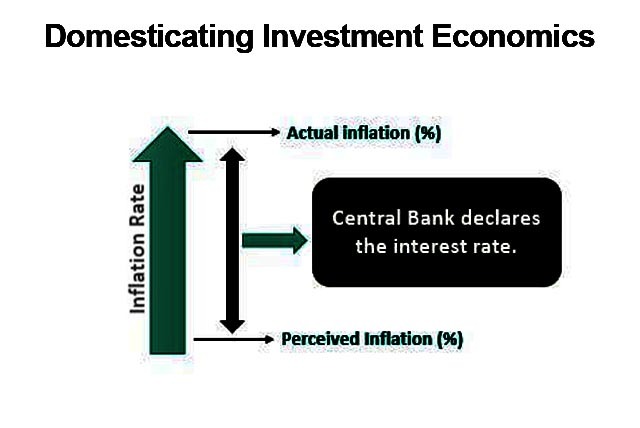 Domesticating Investment Economics
Actual inflation (%)
Inflation Rate
Central Bank declares
the interest rate.
Perceived Inflation (%)